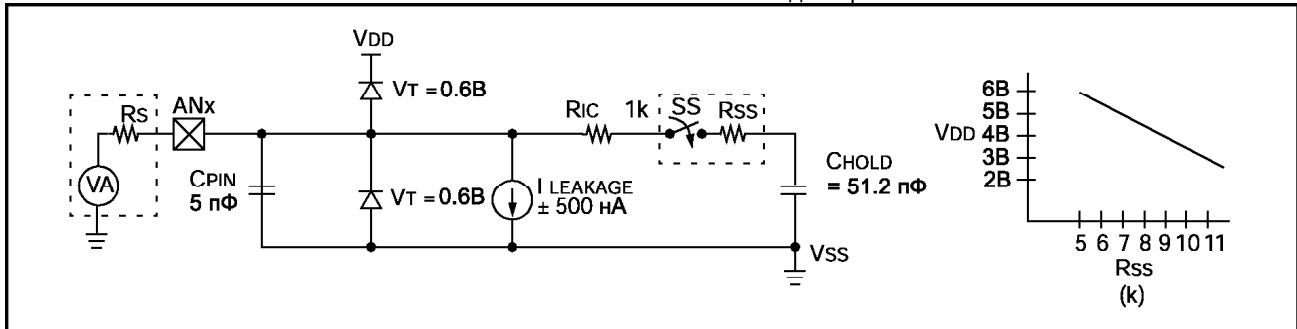 VDD
VT = 0.6В
RS
ANx
RIC
1k
SS
RSS
VA
CPIN
5 пФ
VT = 0.6В
I LEAKAGE
± 500 нА
CHOLD
= 51.2 пФ
VSS
6В
5В
VDD 4В
3В
2В
5 6 7 8 9 10 11
RSS
(k)